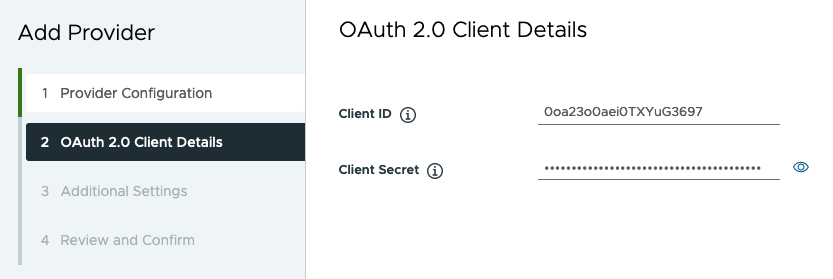 Add Provider
1 Provider Configuration
2 OAuth 2.0 Client Details
3 Additional Settings
4 Review and Confirm
OAuth 2.0 Client Details
Client ID 0oa23o0aei0TXYuG3697
Client Secret ••••••••••••••••••••••••••••••••••••••••